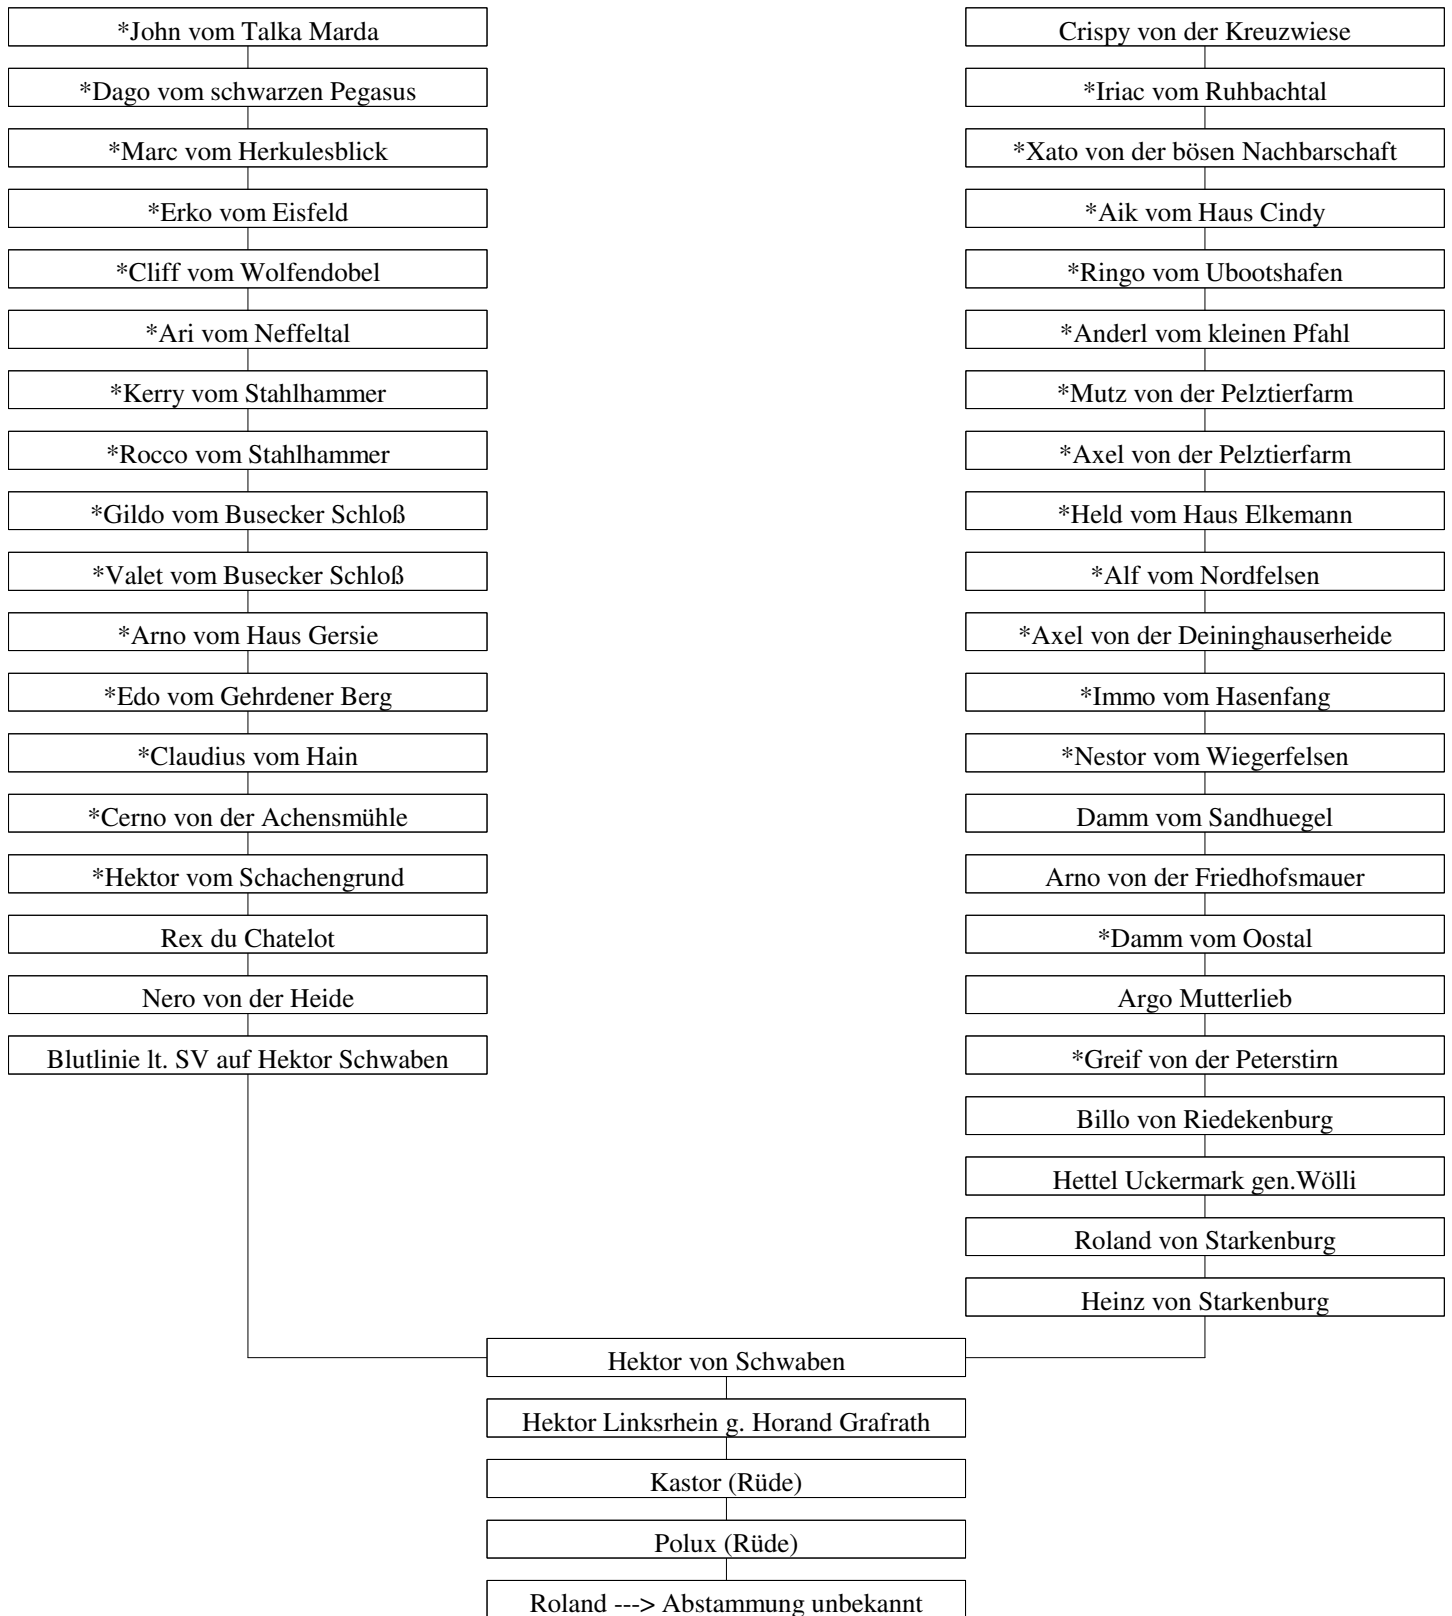 *John vom Talka Marda
*Dago vom schwarzen Pegasus
*Marc vom Herkulesblick
*Erko vom Eisfeld
*Cliff vom Wolfendobel
*Ari vom Neffeltal
*Kerry vom Stahlhammer
*Rocco vom Stahlhammer
*Gildo vom Busecker Schloß
*Valet vom Busecker Schloß
*Arno vom Haus Gersie
*Edo vom Gehrdener Berg
*Claudius vom Hain
*Cerno von der Achensmühle
*Hektor vom Schachengrund
Rex du Chatelot
Nero von der Heide
Blutlinie lt. SV auf Hektor Schwaben
Crispy von der Kreuzwiese
*Iriac vom Ruhbachtal
*Xato von der bösen Nachbarschaft
*Aik vom Haus Cindy
*Ringo vom Ubootshafen
*Anderl vom kleinen Pfahl
*Mutz von der Pelztierfarm
*Axel von der Pelztierfarm
*Held vom Haus Elkemann
*Alf vom Nordfelsen
*Axel von der Deininghauserheide
*Immo vom Hasenfang
*Nestor vom Wiegerfelsen
Damm vom Sandhuegel
Arno von der Friedhofsmauer
*Damm vom Oostal
Argo Mutterlieb
*Greif von der Peterstirn
Billo von Riedekenburg
Hettel Uckermark gen.Wölli
Roland von Starkenburg
Heinz von Starkenburg
Hektor von Schwaben
Hektor Linksrhein g. Horand Grafrath
Kastor (Rüde)
Polux (Rüde)
Roland ---> Abstammung unbekannt